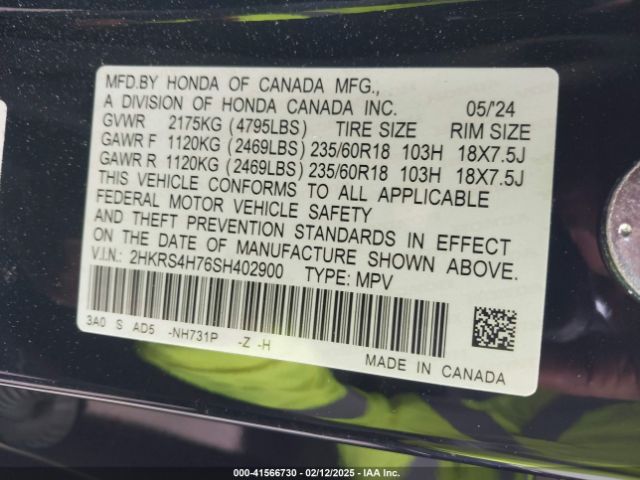 MFD.BY HONDA OF CANADA MFG.,
A DIVISION OF HONDA CANADA INC. 05/'24
GVWR 2175KG (4795LBS) TIRE SIZE RIM SIZE
GAWR F 1120KG (2469LBS) 235/60R18 103H 18X7.5J
GAWR R 1120KG (2469LBS) 235/60R18 103H 18X7.5J
THIS VEHICLE CONFORMS TO ALL APPLICABLE
FEDERAL MOTOR VEHICLE SAFETY
AND THEFT PREVENTION STANDARDS IN EFFECT
ON THE DATE OF MANUFACTURE SHOWN ABOVE.
V.I.N.: 2HKRS4H76SH402900 TYPE: MPV
3A0 S AD5 -NH731P -Z -H
MADE IN CANADA
000-41566730 - 02/12/2025 - IAA Inc.